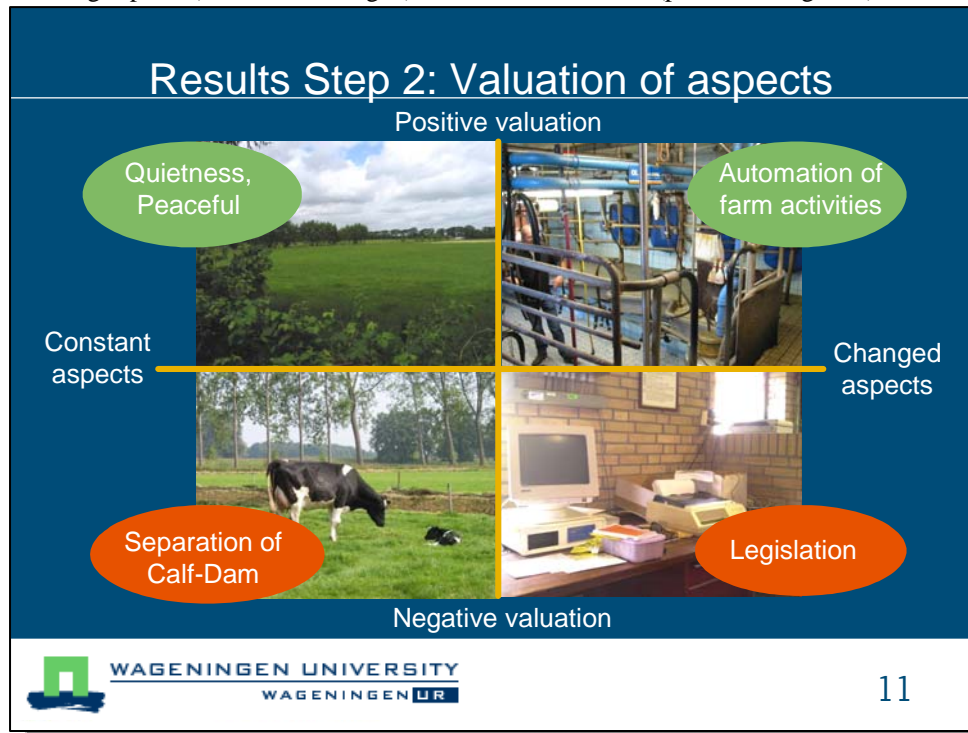 Results Step 2: Valuation of aspects
Positive valuation
Quietness,
Peaceful
Automation of
farm activities
Constant
aspects
Changed
aspects
Separation of
Calf-Dam
Legislation
Negative valuation
WAGENINGEN UNIVERSITY
WAGENINGEN UR
11